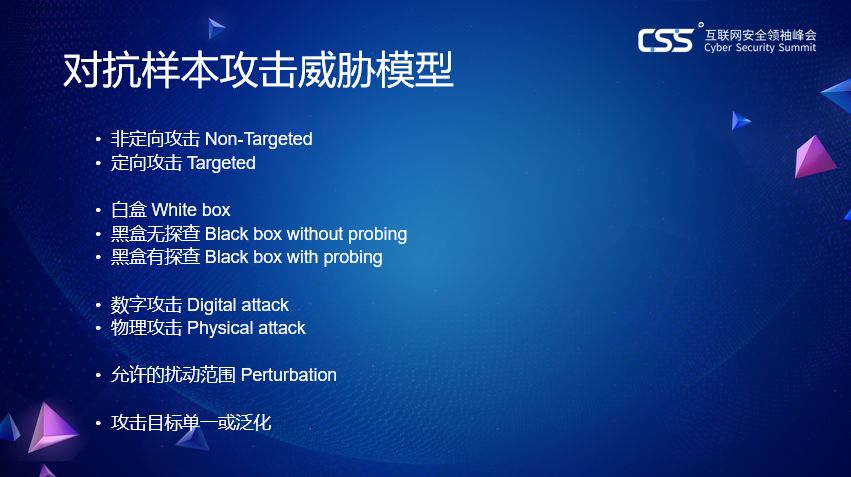 CSS 互联网安全领袖峰会
Cyber Security Summit
对抗样本攻击威胁模型
• 非定向攻击 Non-Targeted
• 定向攻击 Targeted
• 白盒 White box
• 黑盒无探查 Black box without probing
• 黑盒有探查 Black box with probing
• 数字攻击 Digital attack
• 物理攻击 Physical attack
• 允许的扰动范围 Perturbation
• 攻击目标单一或泛化